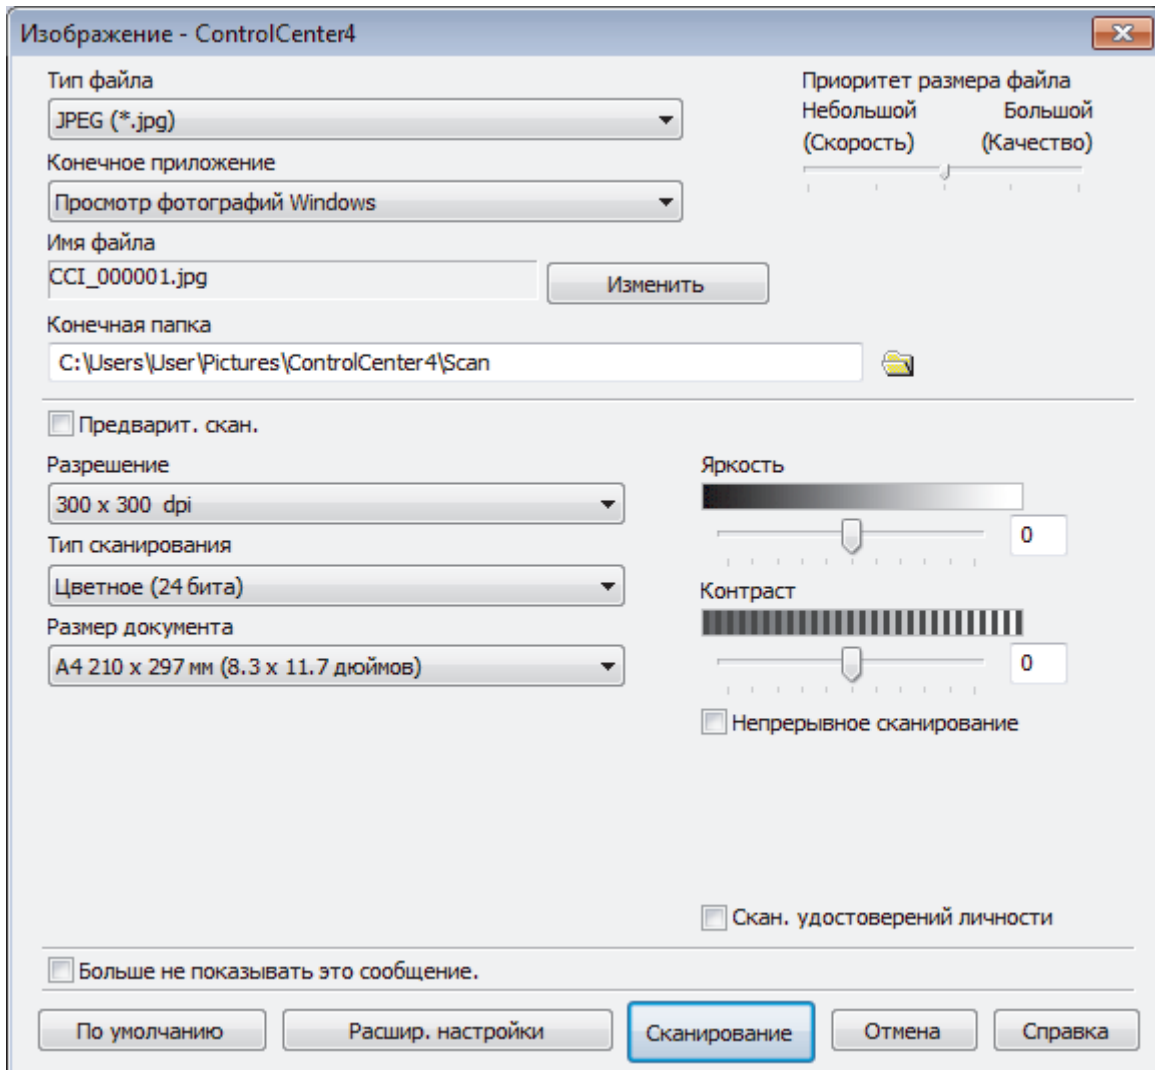 Изображение - ControlCenter4
Тип файла
JPEG (*.jpg)
Приоритет размера файла
Небольшой Большой
(Скорость) (Качество)
Конечное приложение
Просмотр фотографий Windows
Имя файла
CCI_000001.jpg
Изменить
Конечная папка
C:\Users\User\Pictures\ControlCenter4\Scan
Предварит. скан.
Разрешение
300 x 300 dpi
Тип сканирования
Цветное (24 бита)
Размер документа
A4 210 x 297 мм (8.3 x 11.7 дюймов)
Яркость
0
Контраст
0
Непрерывное сканирование
Скан. удостоверений личности
Больше не показывать это сообщение.
По умолчанию Расшир. настройки Сканирование Отмена Справка